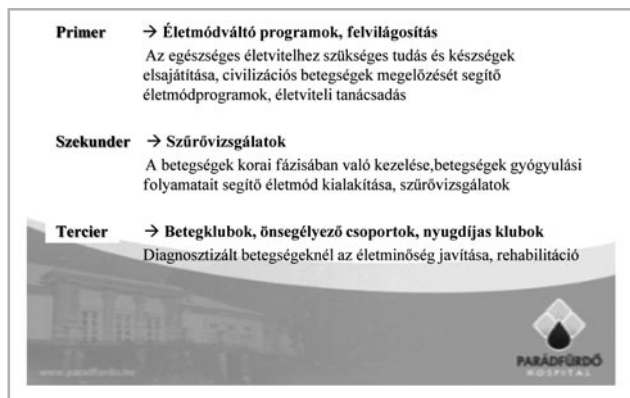 Primer → Életmódváltó programok, felvilágosítás
Az egészséges életvitelhez szükséges tudás és készségek
elsajátítása, civilizációs betegségek megelőzését segítő
életmódprogramok, életviteli tanácsadás
Szekunder → Szűrővizsgálatok
A betegségek korai fázisában való kezelése,betegségek gyógyulási
folyamatait segítő életmód kialakítása, szűrővizsgálatok
Tercier → Betegklubok, önsegélyező csoportok, nyugdíjas klubok
Diagnosztizált betegségeknél az életminőség javítása, rehabilitáció
PARÁDFÜRDŐ
HOSPITAL
www.paradfurdo.hu